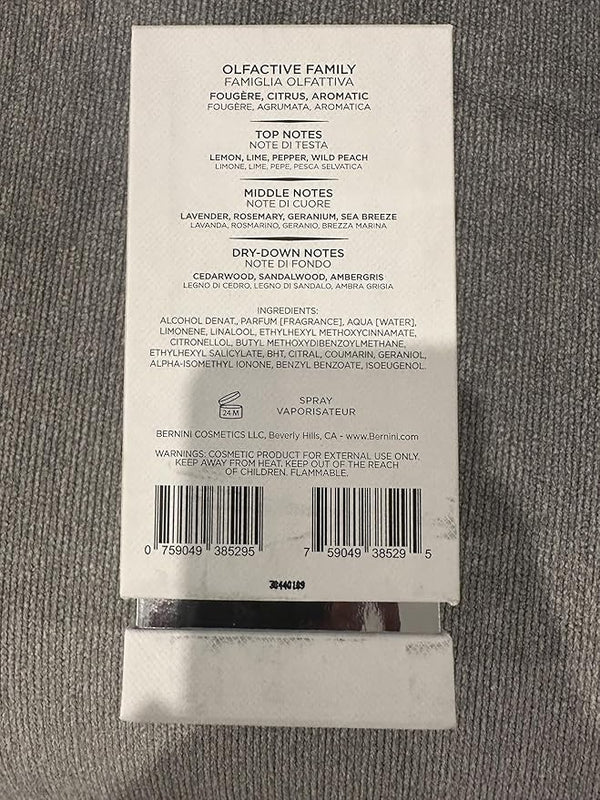 OLFACTIVE FAMILY
FAMIGLIA OLFATTIVA
FOUGÈRE, CITRUS, AROMATIC
FOUGÈRE, AGRUMATA, AROMATICA
TOP NOTES
NOTE DI TESTA
LEMON, LIME, PEPPER, WILD PEACH
LIMONE, LIME, PEPE, PESCA SELVATICA
MIDDLE NOTES
NOTE DI CUORE
LAVENDER, ROSEMARY, GERANIUM, SEA BREEZE
LAVANDA, ROSMARINO, GERANIO, BREZZA MARINA
DRY-DOWN NOTES
NOTE DI FONDO
CEDARWOOD, SANDALWOOD, AMBERGRIS
LEGNO DI CEDRO, LEGNO DI SANDALO, AMBRA GRIGIA
INGREDIENTS:
ALCOHOL DENAT., PARFUM [FRAGRANCE], AQUA [WATER],
LIMONENE, LINALOOL, ETHYLHEXYL METHOXYCINNAMATE,
CITRONELLOL, BUTYL METHOXYDIBENZOYLMETHANE,
ETHYLHEXYL SALICYLATE, BHT, CITRAL, COUMARIN, GERANIOL,
ALPHA-ISOMETHYL IONONE, BENZYL BENZOATE, ISOEUGENOL.
24 M
SPRAY
VAPORISATEUR
BERNINI COSMETICS LLC, Beverly Hills, CA - www.Bernini.com
WARNINGS: COSMETIC PRODUCT FOR EXTERNAL USE ONLY.
KEEP AWAY FROM HEAT. KEEP OUT OF THE REACH
OF CHILDREN. FLAMMABLE.
0 759049 385295
7 59049 38529 5